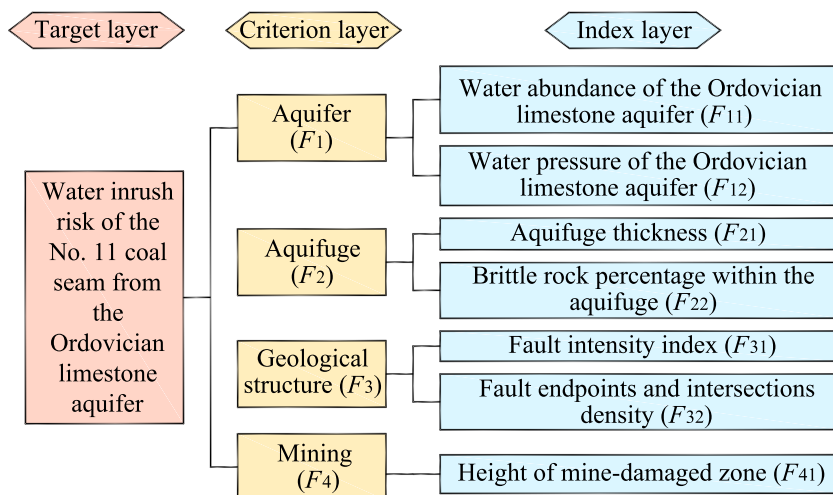 Target layer
Criterion layer
Index layer
Water inrush
risk of the
No. 11 coal
seam from
the
Ordovician
limestone
aquifer
Aquifer
(F1)
Aquifuge
(F2)
Geological
structure (F3)
Mining
(F4)
Water abundance of the Ordovician
limestone aquifer (F11)
Water pressure of the Ordovician
limestone aquifer (F12)
Aquifuge thickness (F21)
Brittle rock percentage within the
aquifuge (F22)
Fault intensity index (F31)
Fault endpoints and intersections
density (F32)
Height of mine-damaged zone (F41)